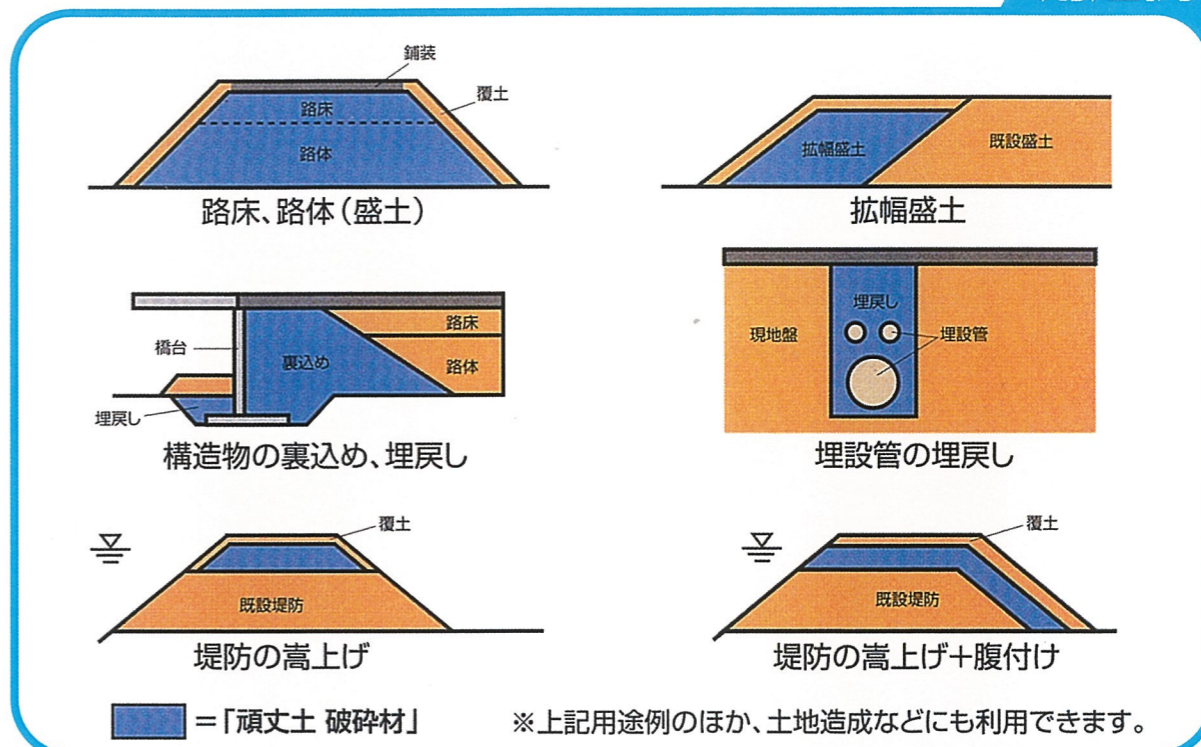 鋪装
覆土
路床
路体
路床、路体(盛土)
拡幅盛土
既設盛土
拡幅盛土
橋台
裏込め
路床
路体
埋戻し
構造物の裏込め、埋戻し
埋戻し
現地盤
埋設管
埋設管の埋戻し
覆土
既設堤防
堤防の嵩上げ
覆土
既設堤防
堤防の嵩上げ+腹付け
=「頑丈土 破砕材」
※上記用途例のほか、土地造成などにも利用できます。